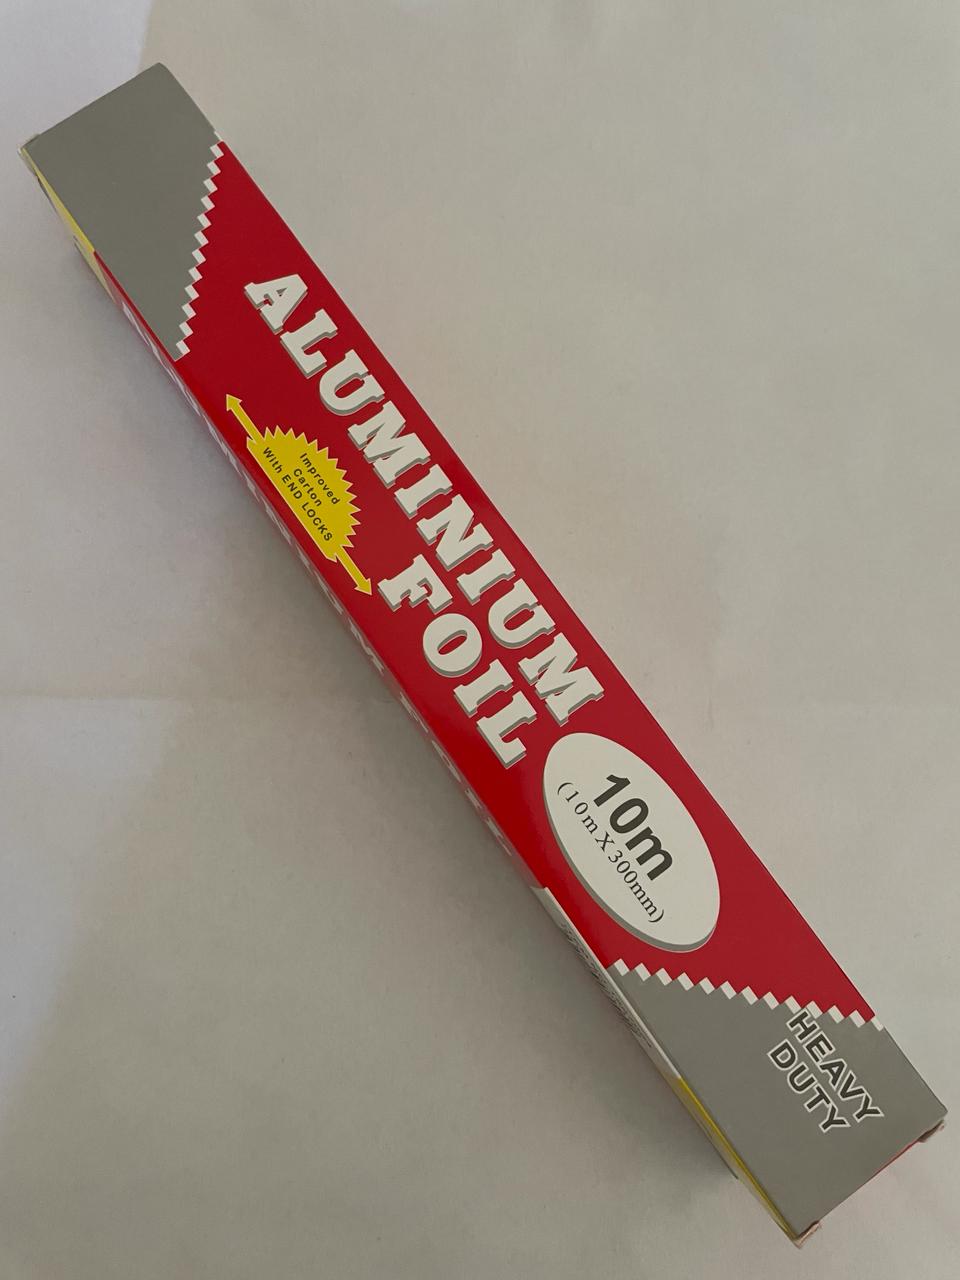 ALUMINIUM
FOIL
Improved
Carton
With END LOCKS
10m
(10m X 300mm)
HEAVY
DUTY